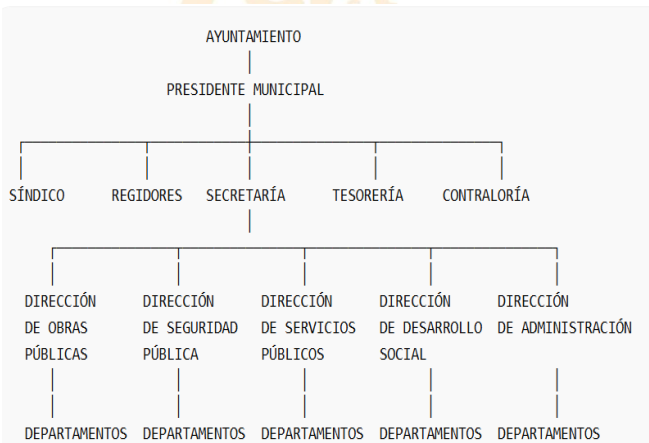 AYUNTAMIENTO
PRESIDENTE MUNICIPAL
SÍNDICO REGIDORES SECRETARÍA TESORERÍA CONTRALORÍA
DIRECCIÓN DIRECCIÓN DIRECCIÓN DIRECCIÓN DIRECCIÓN
DE OBRAS DE SEGURIDAD DE SERVICIOS DE DESARROLLO DE ADMINISTRACIÓN
PÚBLICAS PÚBLICA PÚBLICOS SOCIAL
DEPARTAMENTOS DEPARTAMENTOS DEPARTAMENTOS DEPARTAMENTOS DEPARTAMENTOS